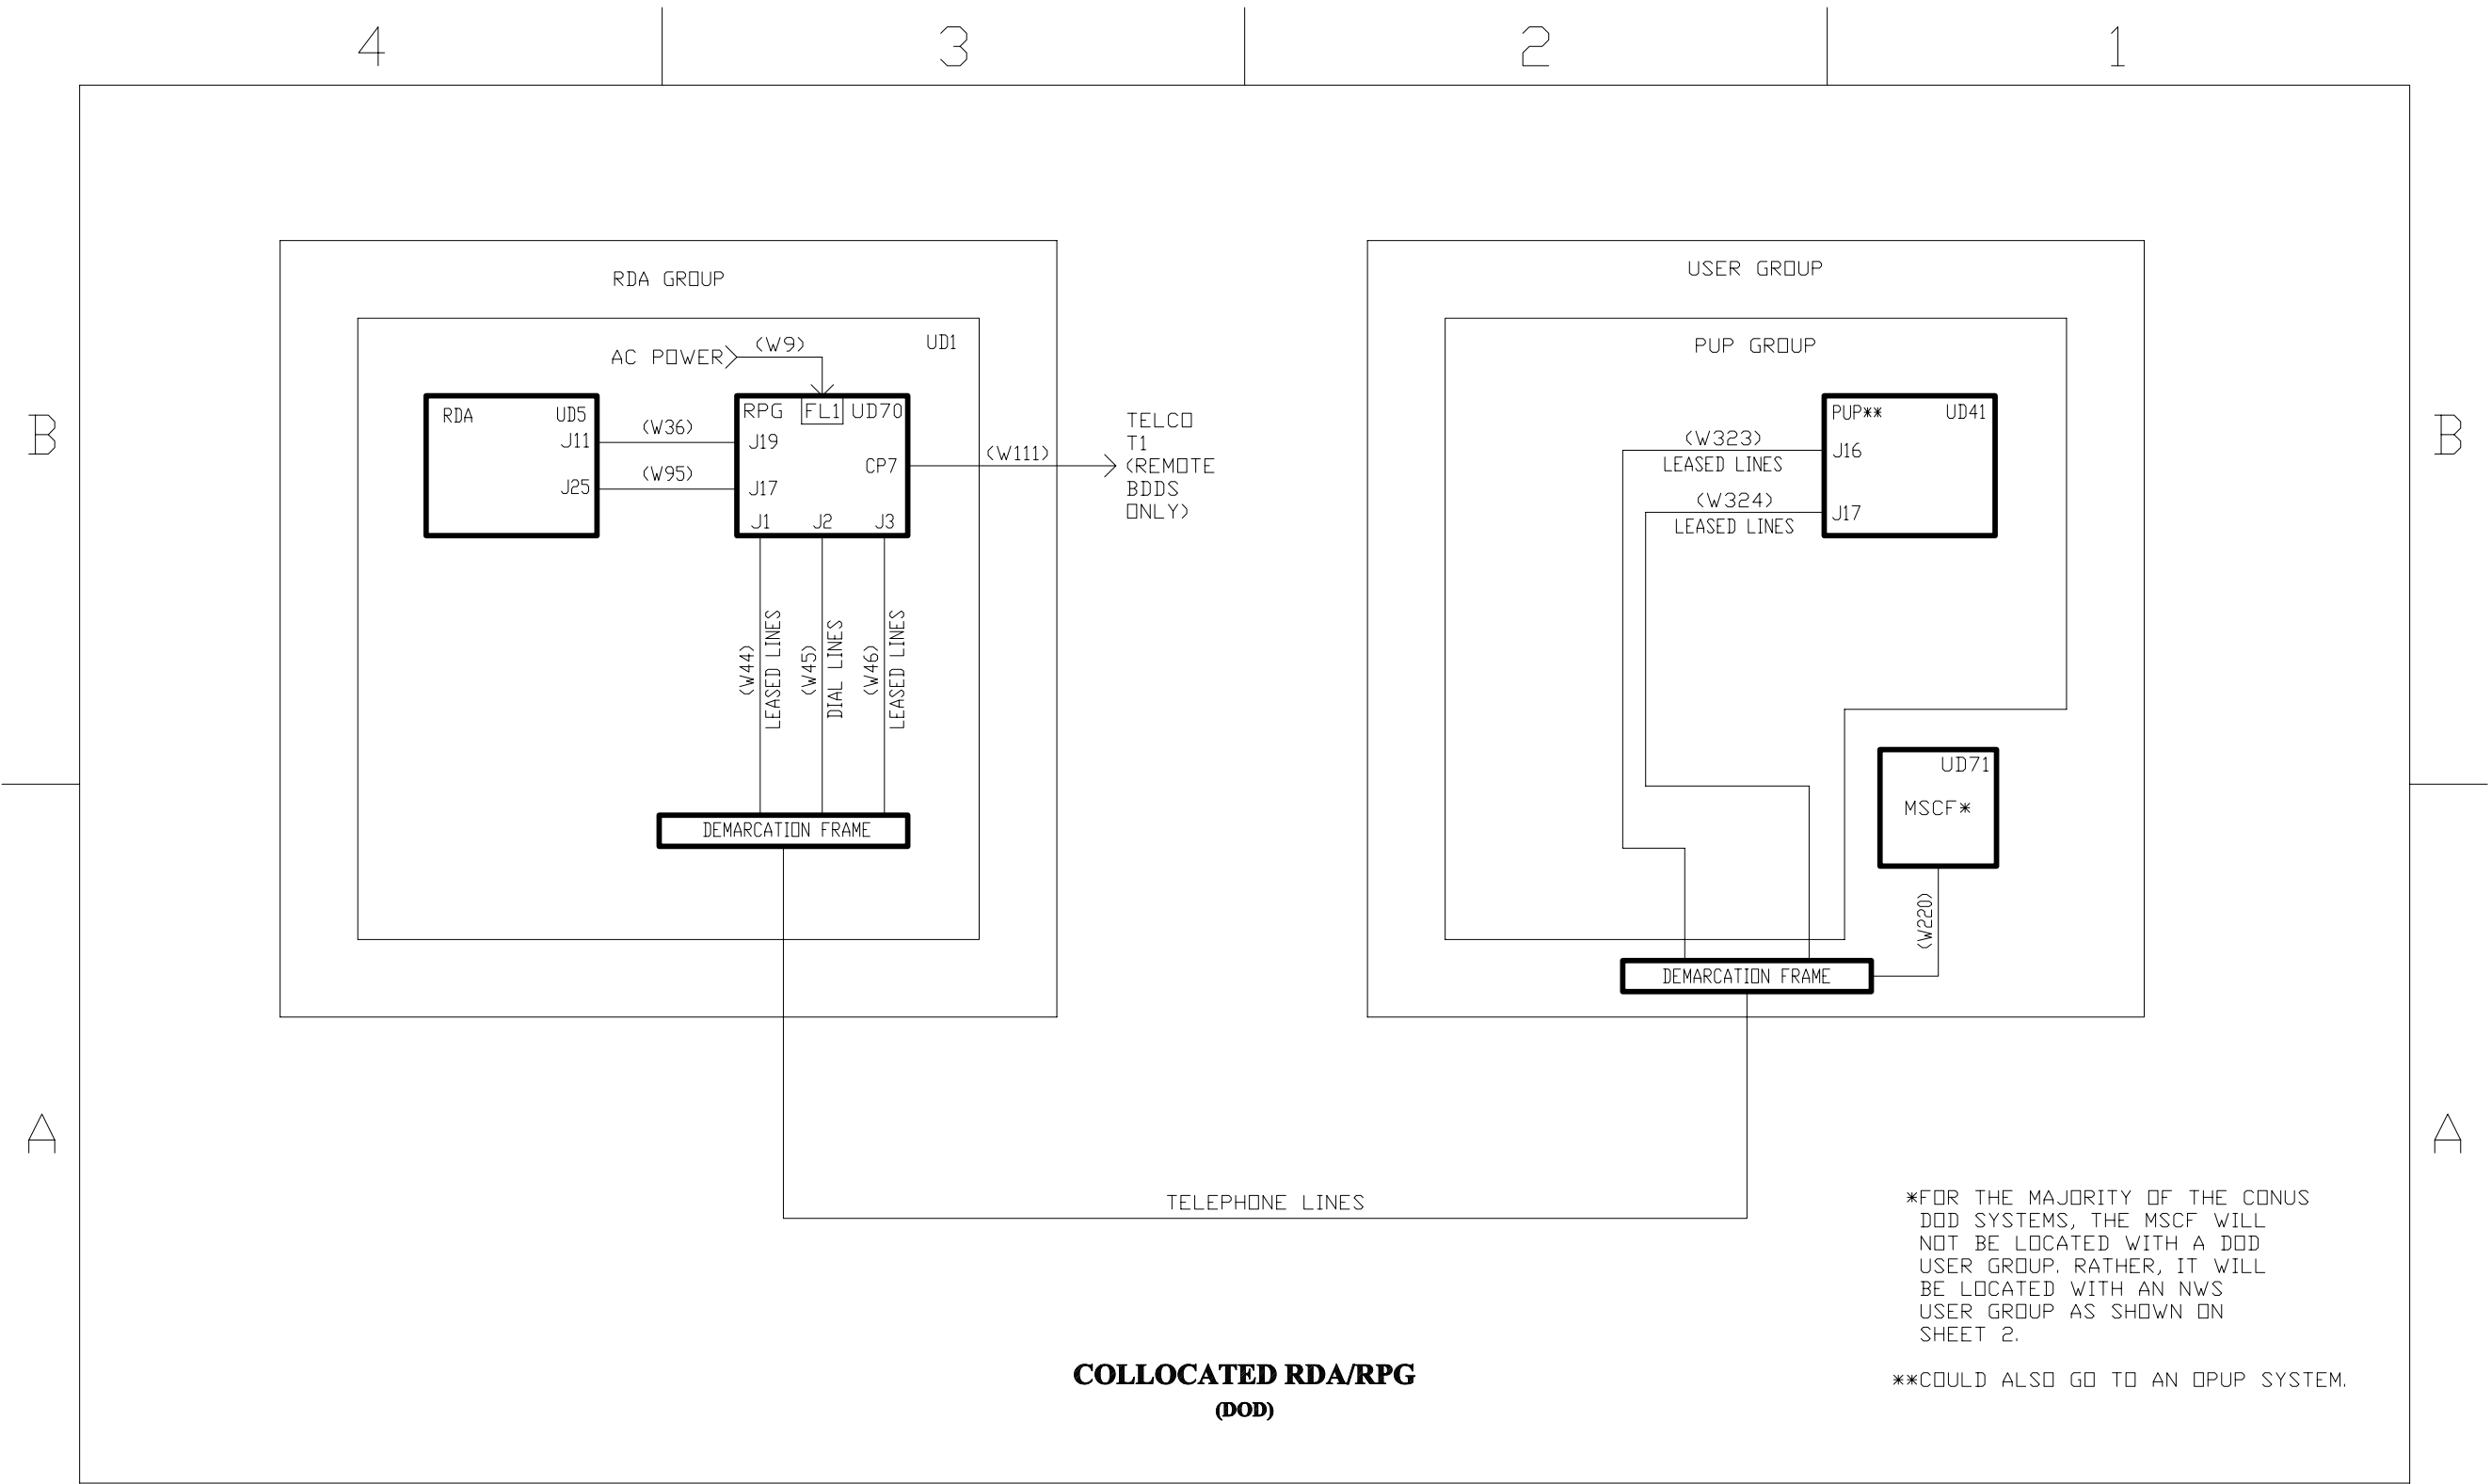 4 3 2 1
B
B
A
A
RDA GROUP
UD1
AC POWER
(W9)
RDA UD5
J11
J25
(W36)
(W95)
RPG FL1 UD70
J19
CP7
J17
J1 J2 J3
(W111)
TELCO
T1
(REMOTE
BDDS
ONLY)
(W44)
LEASED LINES
(W45)
DIAL LINES
(W46)
LEASED LINES
DEMARCATION FRAME
USER GROUP
PUP GROUP
PUP** UD41
J16
J17
(W323)
LEASED LINES
(W324)
LEASED LINES
UD71
MSCF*
(W220)
DEMARCATION FRAME
TELEPHONE LINES
*FOR THE MAJORITY OF THE CONUS
DOD SYSTEMS, THE MSCF WILL
NOT BE LOCATED WITH A DOD
USER GROUP. RATHER, IT WILL
BE LOCATED WITH AN NWS
USER GROUP AS SHOWN ON
SHEET 2.
**COULD ALSO GO TO AN OPUP SYSTEM.
COLLOCATED RDA/RPG
(DOD)